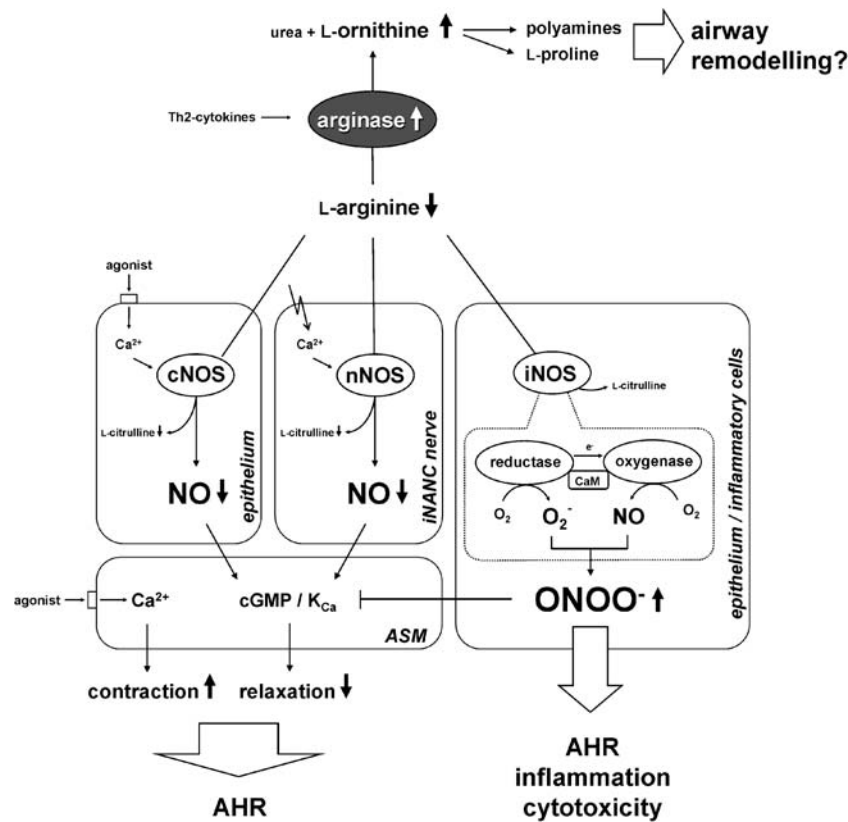 urea + L-ornithine
polyamines
L-proline
airway
remodelling?
Th2-cytokines
arginase
L-arginine
agonist
Ca2+
cNOS
L-citrulline
NO
epithelium
Ca2+
nNOS
L-citrulline
NO
iNANC nerve
iNOS
L-citrulline
reductase
e-
oxygenase
CaM
O2
O2-
NO
O2
ONOO-
epithelium / inflammatory cells
agonist
Ca2+
cGMP / KCa
ASM
contraction
relaxation
AHR
AHR
inflammation
cytotoxicity